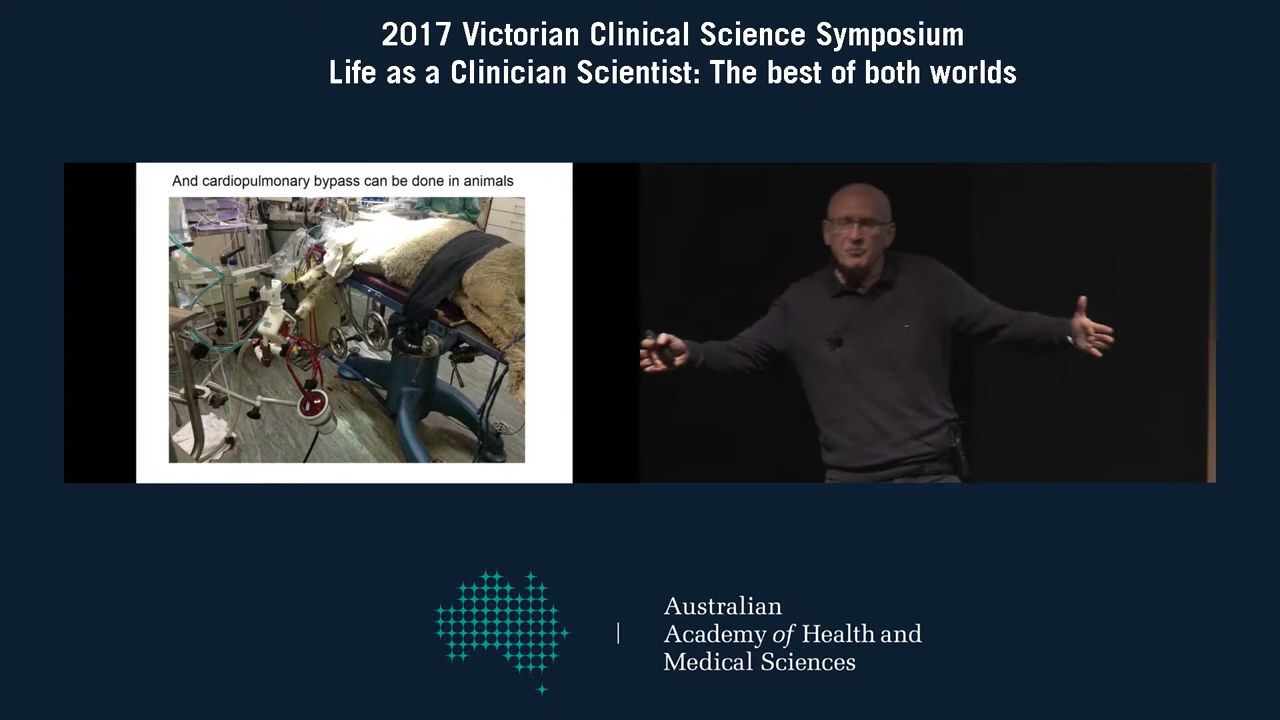 2017 Victorian Clinical Science Symposium
Life as a Clinician Scientist: The best of both worlds
And cardiopulmonary bypass can be done in animals
Australian
Academy of Health and
Medical Sciences